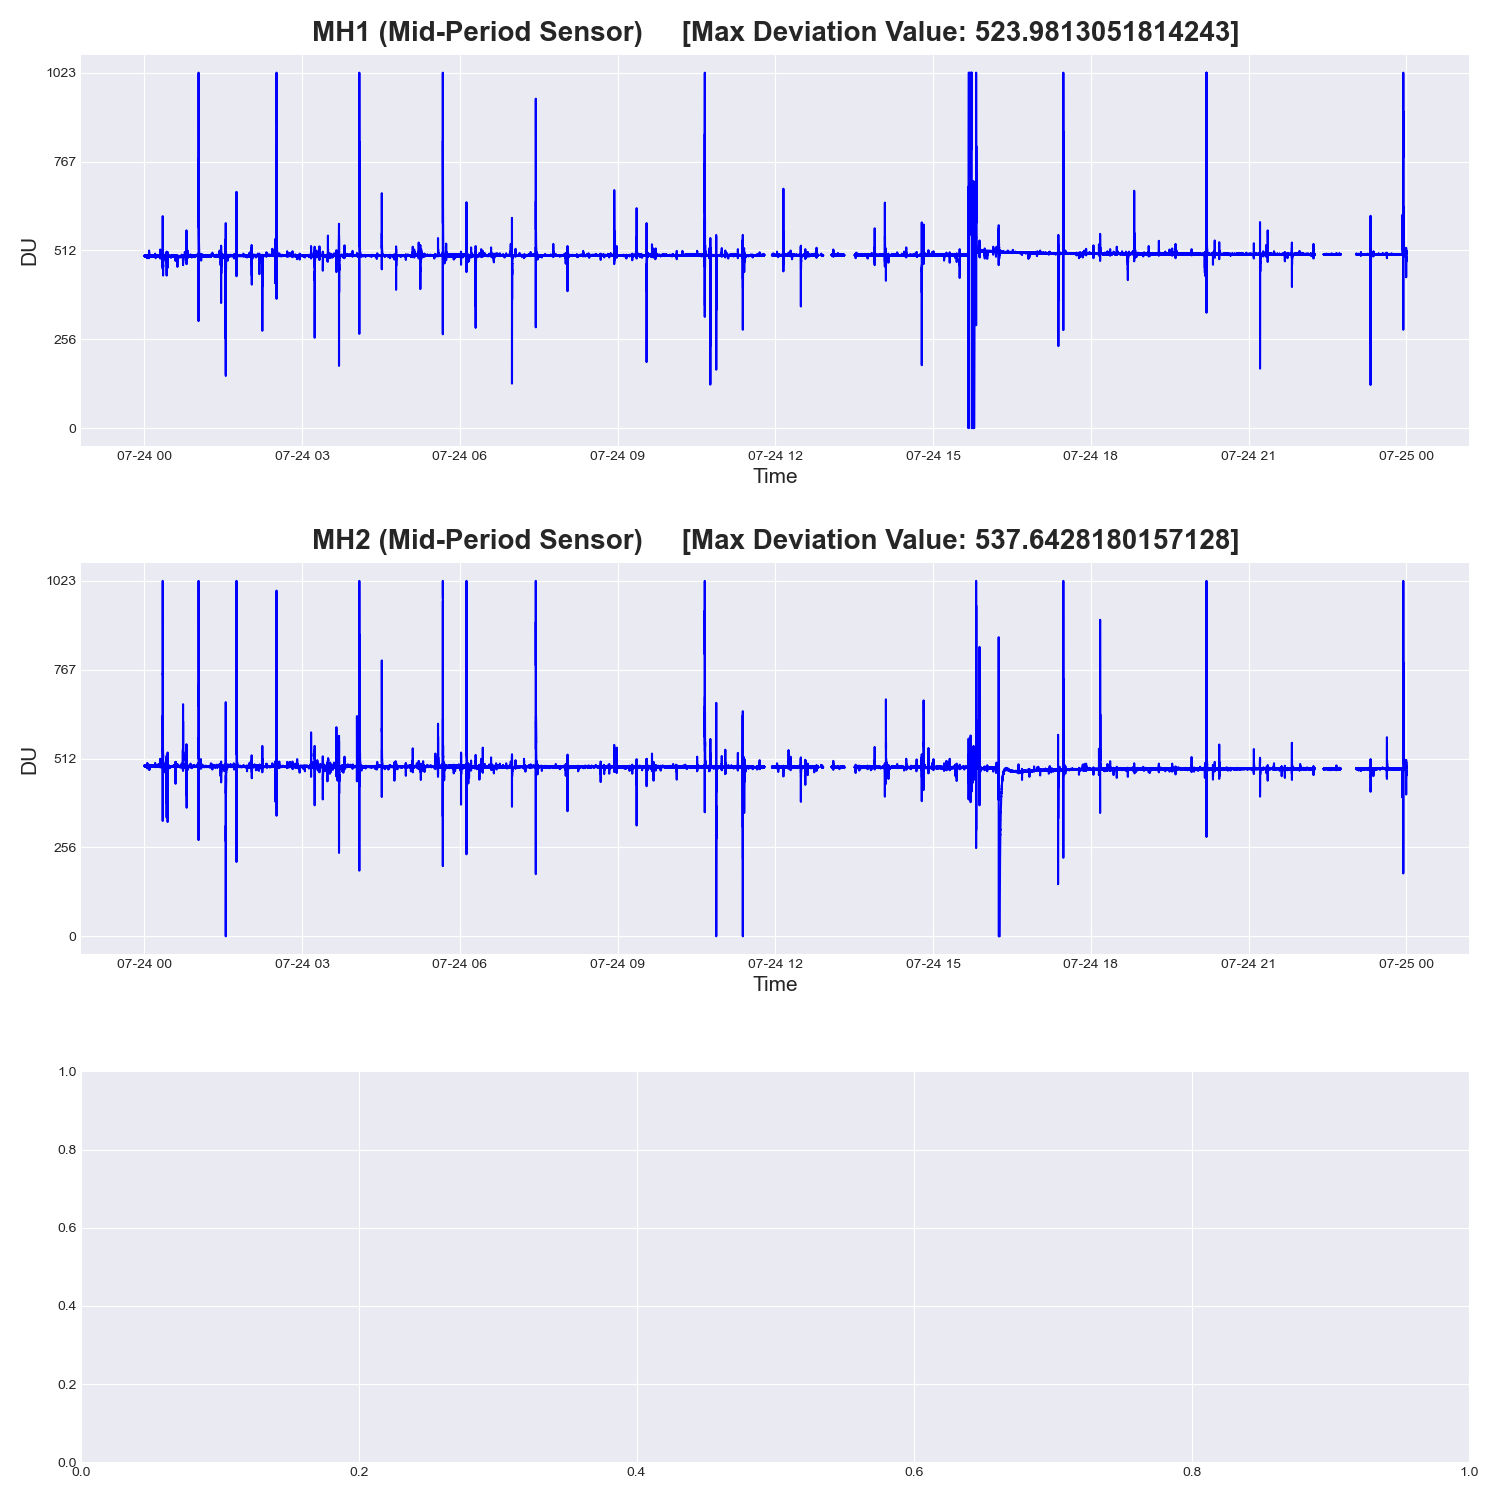 MH1 (Mid-Period Sensor) [Max Deviation Value: 523.9813051814243]
1023
767
512
256
0
DU
07-24 00 07-24 03 07-24 06 07-24 09 07-24 12 07-24 15 07-24 18 07-24 21 07-25 00
Time
MH2 (Mid-Period Sensor) [Max Deviation Value: 537.6428180157128]
1023
767
512
256
0
DU
07-24 00 07-24 03 07-24 06 07-24 09 07-24 12 07-24 15 07-24 18 07-24 21 07-25 00
Time
1.0
0.8
0.6
0.4
0.2
0.0
0.0 0.2 0.4 0.6 0.8 1.0